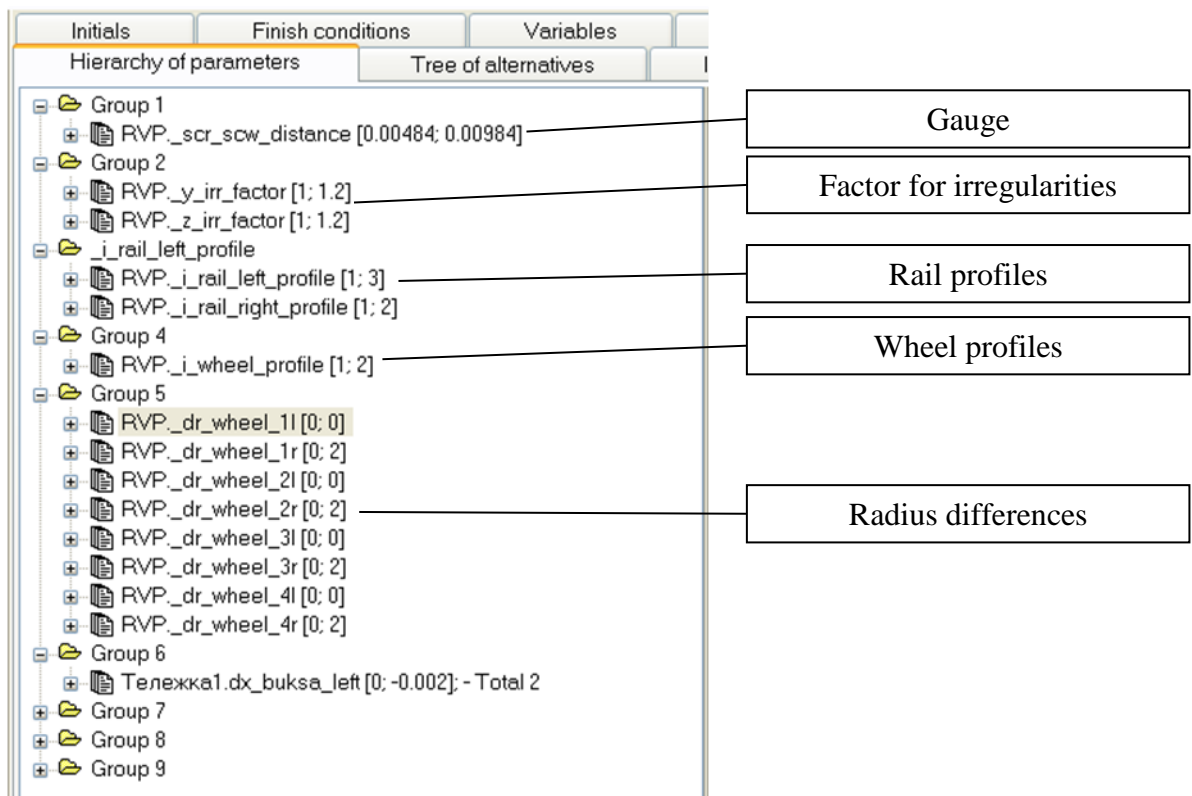 Initials
Finish conditions
Variables
Hierarchy of parameters
Tree of alternatives
Group 1
RVP._scr_scw_distance [0.00484; 0.00984]
Gauge
Group 2
RVP._y_irr_factor [1; 1.2]
Factor for irregularities
RVP._z_irr_factor [1; 1.2]
_i_rail_left_profile
RVP._i_rail_left_profile [1; 3]
Rail profiles
RVP._i_rail_right_profile [1; 2]
Group 4
Wheel profiles
RVP._i_wheel_profile [1; 2]
Group 5
RVP._dr_wheel_1l [0; 0]
RVP._dr_wheel_1r [0; 2]
RVP._dr_wheel_2l [0; 0]
RVP._dr_wheel_2r [0; 2]
Radius differences
RVP._dr_wheel_3l [0; 0]
RVP._dr_wheel_3r [0; 2]
RVP._dr_wheel_4l [0; 0]
RVP._dr_wheel_4r [0; 2]
Group 6
Тележка1.dx_buksa_left [0; -0.002]; - Total 2
Group 7
Group 8
Group 9